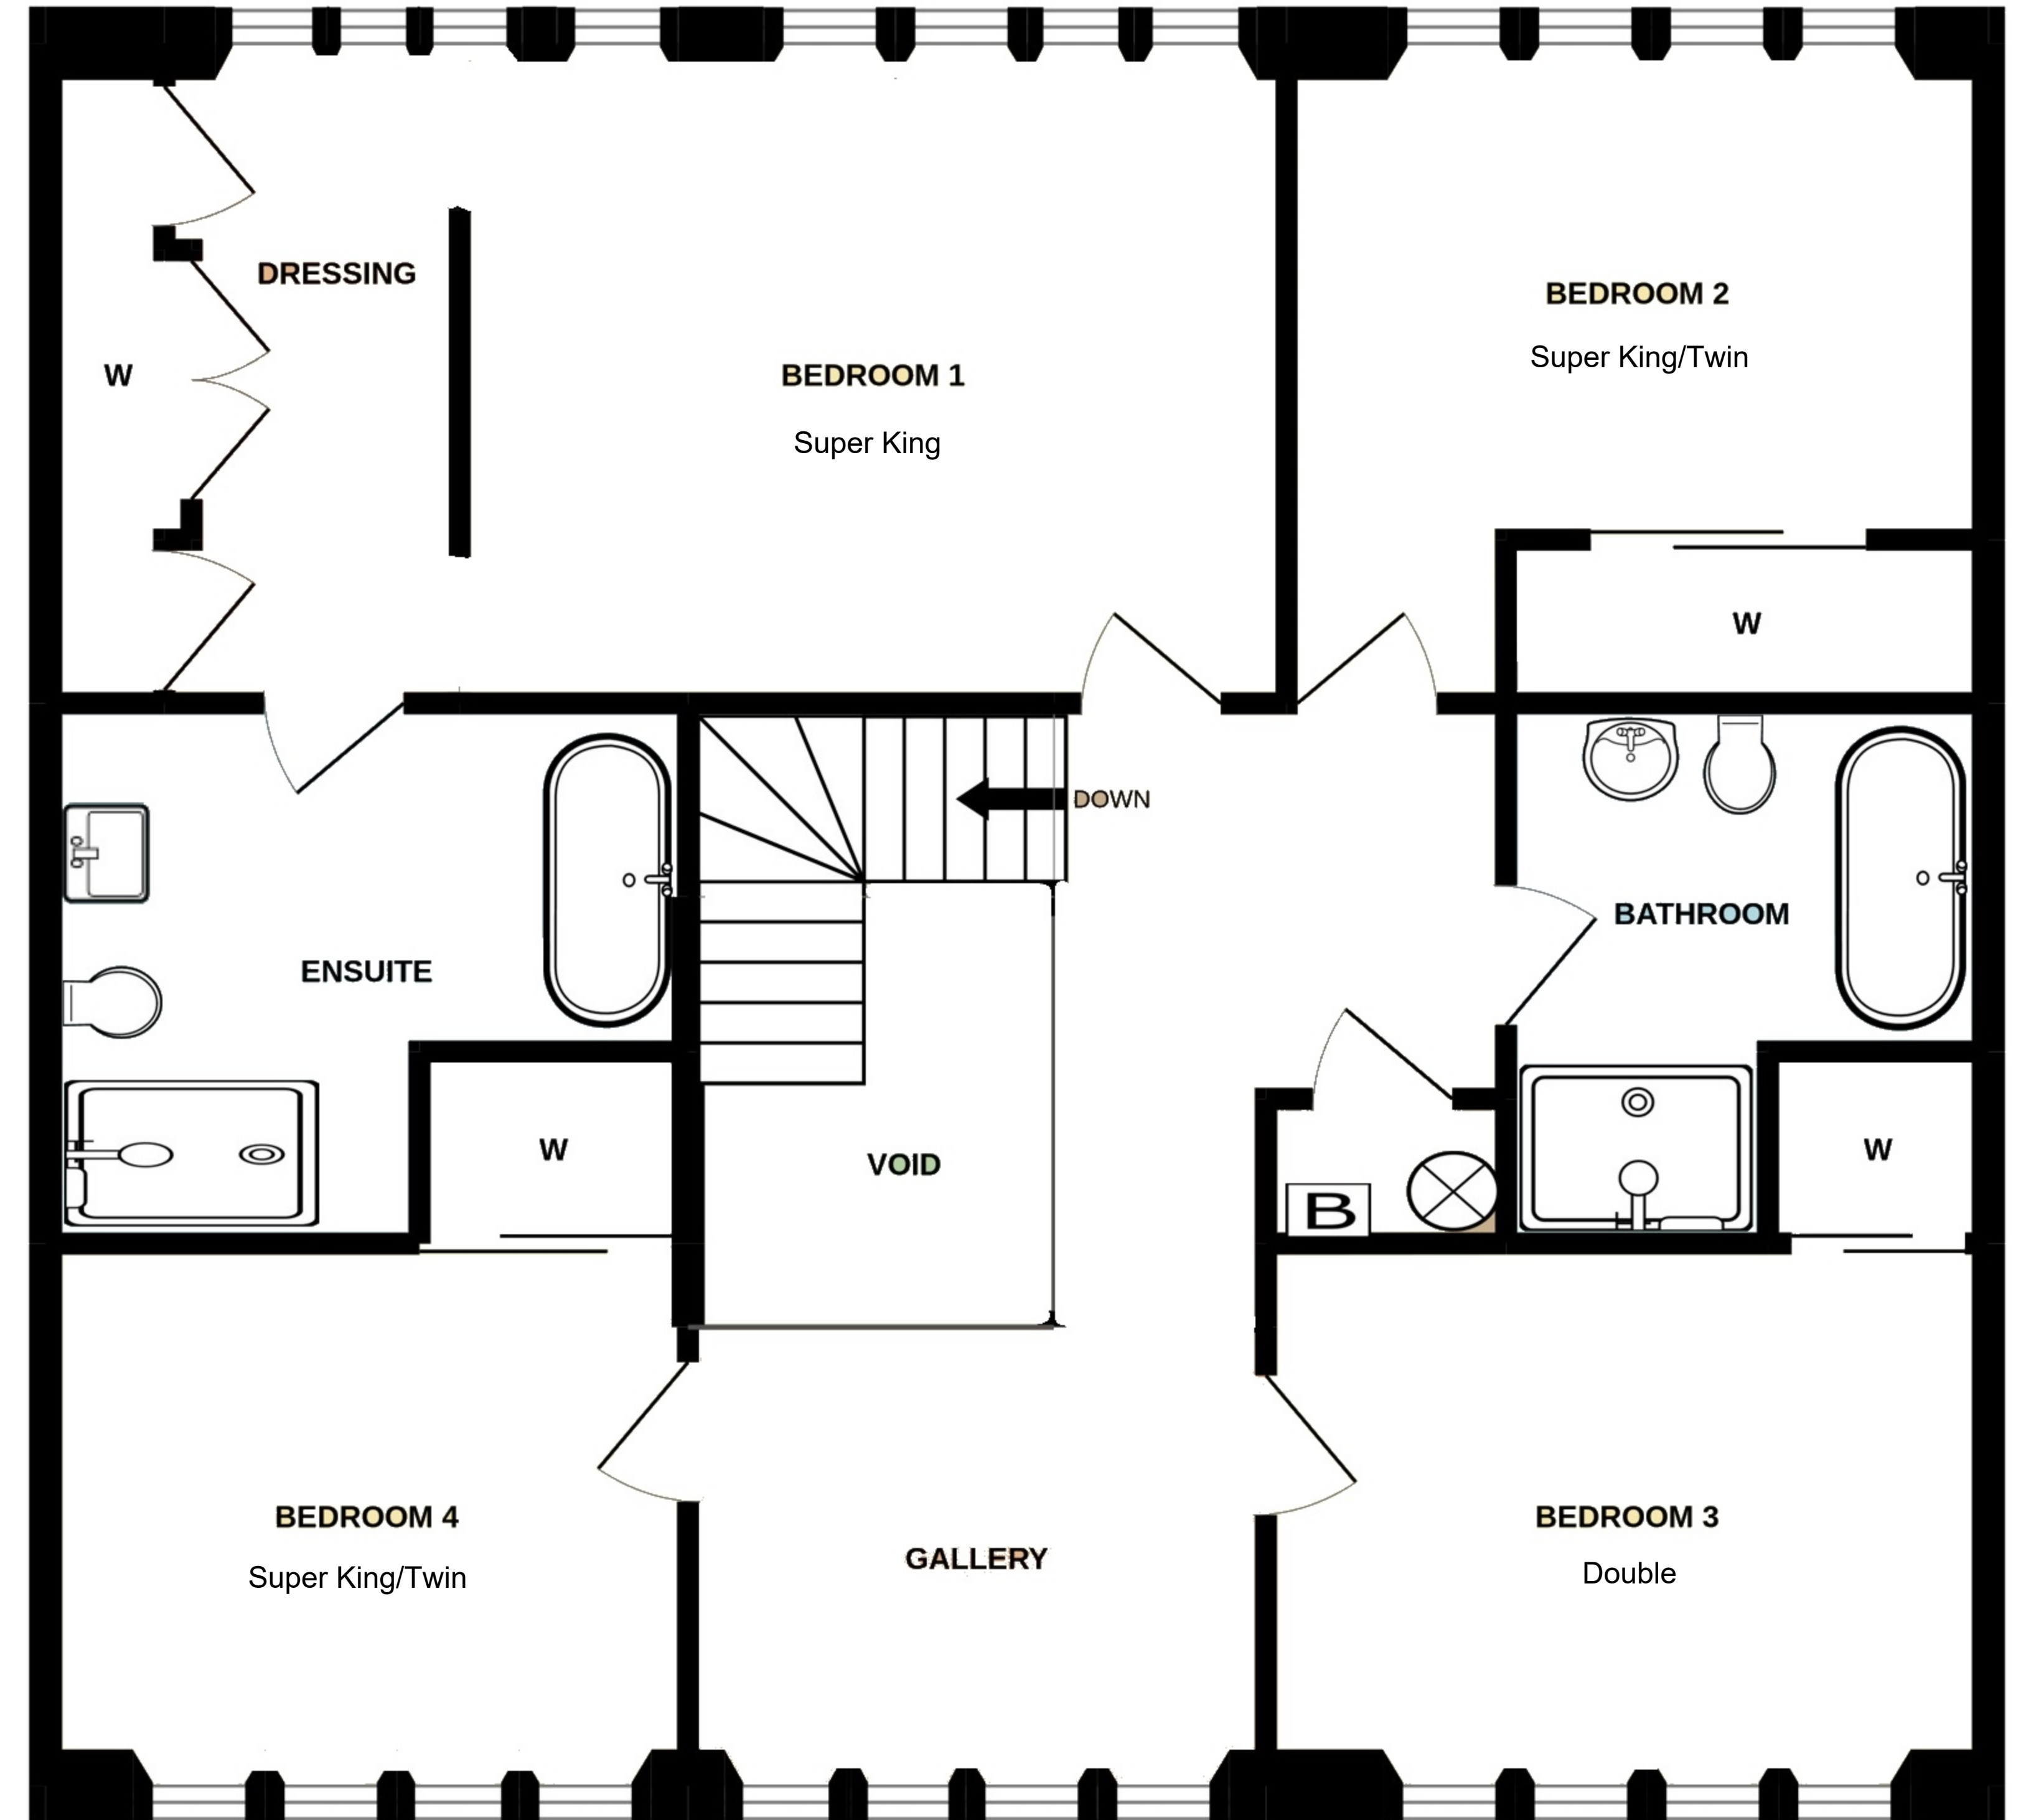 DRESSING
BEDROOM 2
Super King/Twin
W
BEDROOM 1
Super King
W
DOWN
BATHROOM
ENSUITE
W
VOID
W
B
BEDROOM 4
Super King/Twin
GALLERY
BEDROOM 3
Double